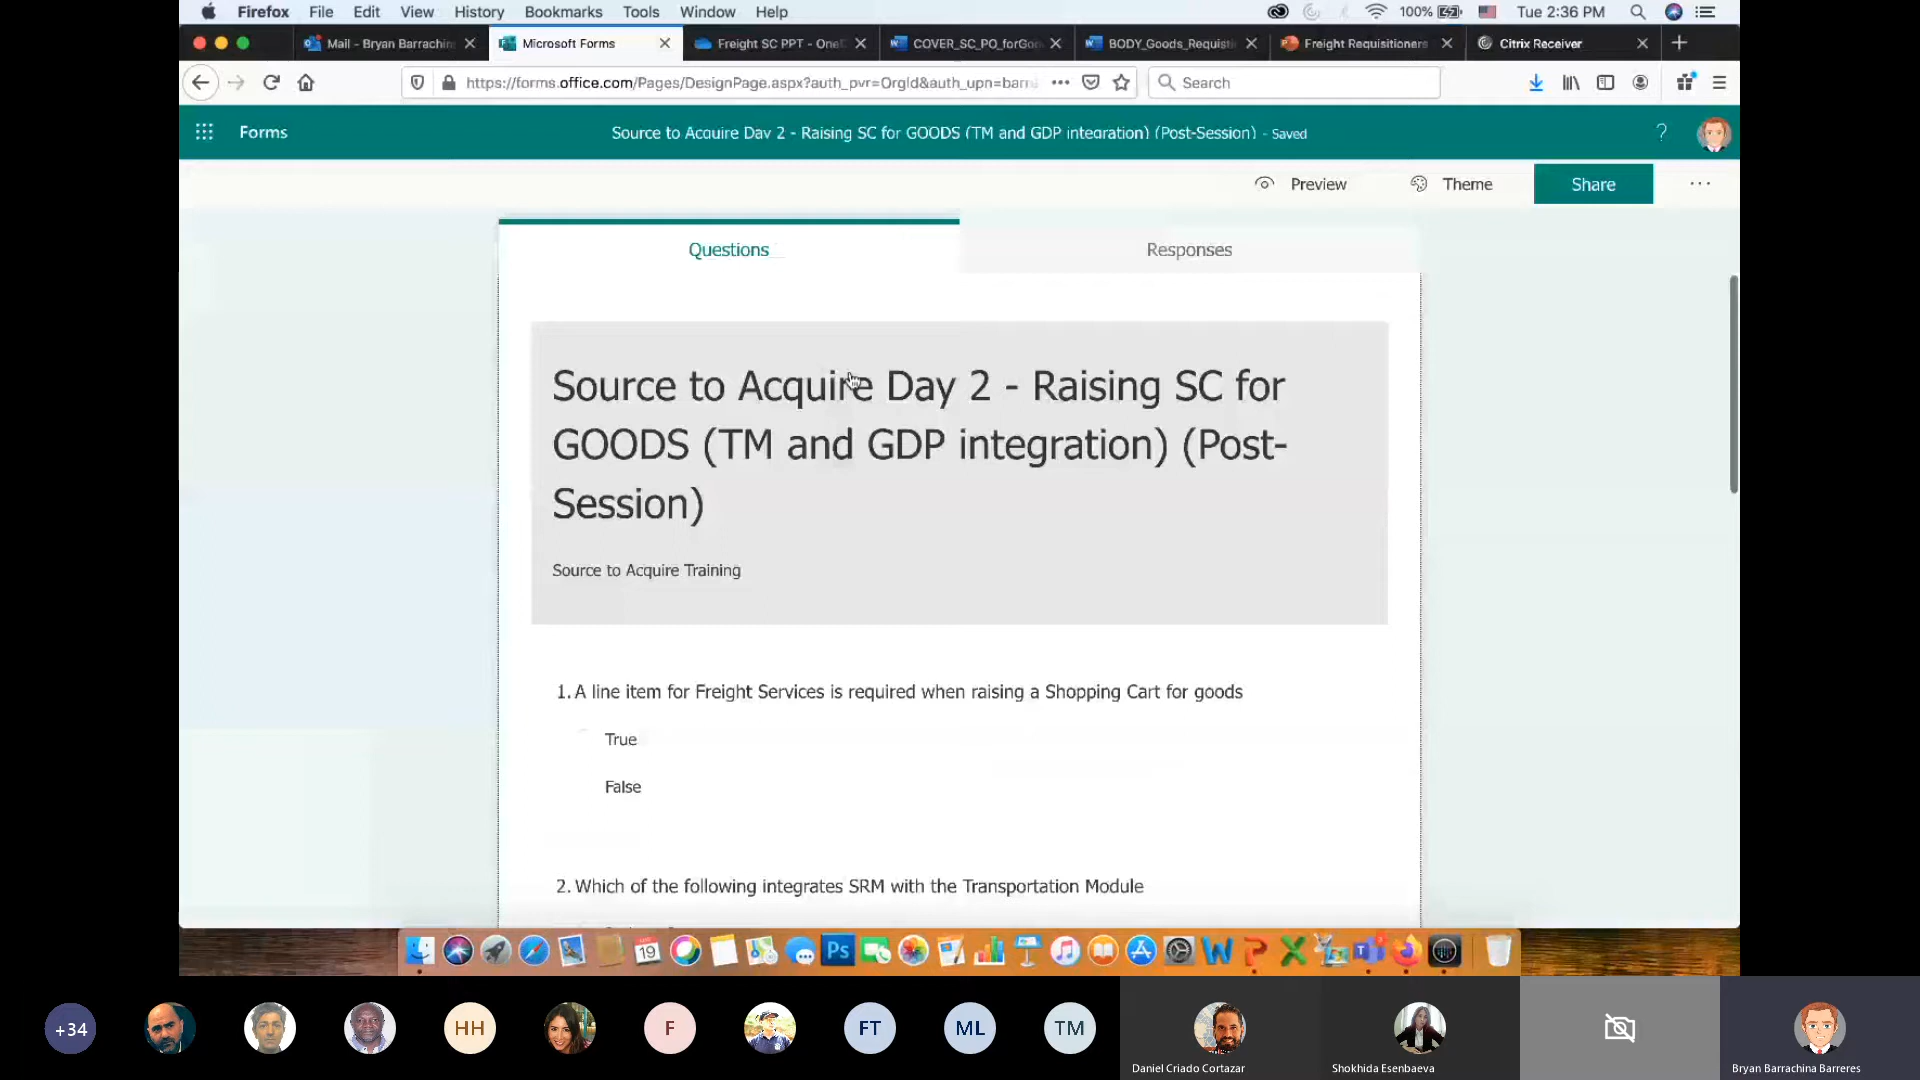 Firefox File Edit View History Bookmarks Tools Window Help 100% Tue 2:36 PM
Mail - Bryan Barrachin Microsoft Forms Freight SC PPT - One COVER_SC_PO_forGo BODY_Goods_Requisti Freight Requisitioners Citrix Receiver
https://forms.office.com/Pages/DesignPage.aspx?auth_pvr=OrgId&auth_upn=barr Search
Forms Source to Acquire Day 2 - Raising SC for GOODS (TM and GDP integration) (Post-Session) - Saved ?
Preview Theme Share
Questions Responses
Source to Acquire Day 2 - Raising SC for
GOODS (TM and GDP integration) (Post-
Session)
Source to Acquire Training
1. A line item for Freight Services is required when raising a Shopping Cart for goods
True
False
2. Which of the following integrates SRM with the Transportation Module
19 Ps
+34 HH F FT ML TM
Daniel Criado Cortazar Shokhida Esenbaeva Bryan Barrachina Barreres